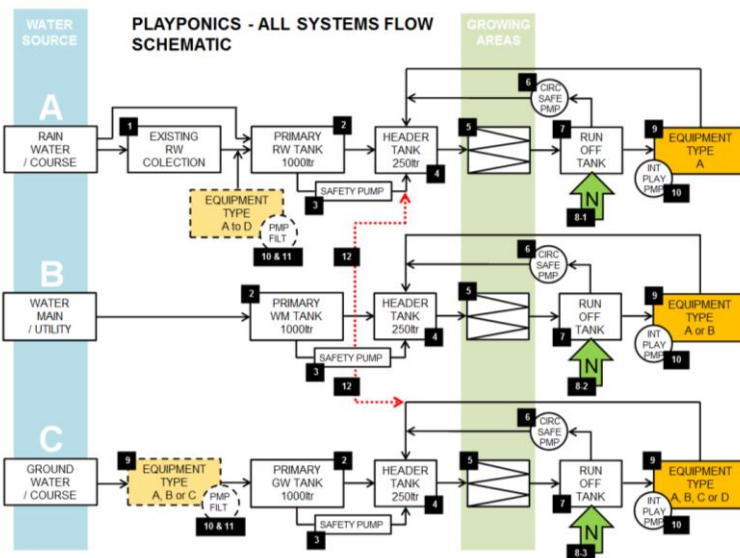 WATER
SOURCE
PLAYPONICS - ALL SYSTEMS FLOW
SCHEMATIC
GROWING
AREAS
A
RAIN
WATER
/ COURSE
1
EXISTING
RW
COLECTION
2
PRIMARY
RW TANK
1000ltr
3
SAFETY PUMP
HEADER
TANK
250ltr
4
5
6
CIRC
SAFE
PMP
7
RUN
OFF
TANK
N
8-1
9
EQUIPMENT
TYPE
A
INT
PLAY
PMP
10
EQUIPMENT
TYPE
A to D
PMP
FILT
10 & 11
12
B
WATER
MAIN
/ UTILITY
2
PRIMARY
WM TANK
1000ltr
3
SAFETY PUMP
HEADER
TANK
250ltr
4
5
6
CIRC
SAFE
PMP
7
RUN
OFF
TANK
N
8-2
9
EQUIPMENT
TYPE
A or B
INT
PLAY
PMP
10
12
C
GROUND
WATER
/ COURSE
9
EQUIPMENT
TYPE
A, B or C
PMP
FILT
10 & 11
2
PRIMARY
GW TANK
1000ltr
3
SAFETY PUMP
HEADER
TANK
250ltr
4
5
6
CIRC
SAFE
PMP
7
RUN
OFF
TANK
N
8-3
9
EQUIPMENT
TYPE
A, B, C or D
INT
PLAY
PMP
10